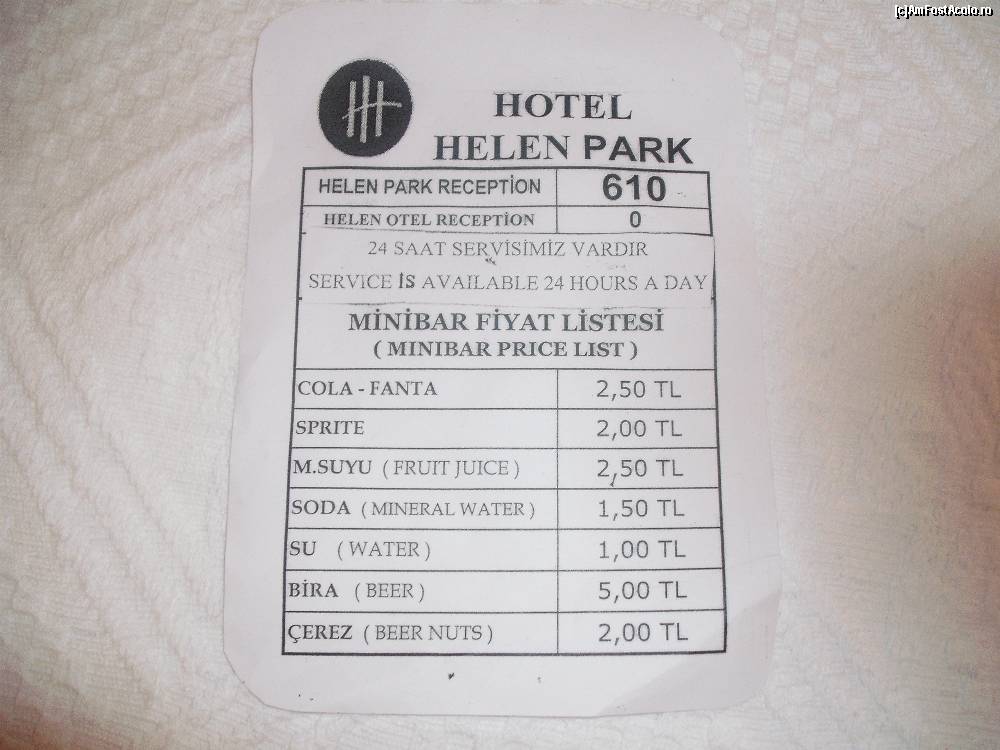 [c]AmFostAcolo.ro
HOTEL
HELEN PARK
HELEN PARK RECEPTİON 610
HELEN OTEL RECEPTİON 0
24 SAAT SERVİSİMİZ VARDIR
SERVICE İS AVAILABLE 24 HOURS A DAY
MİNİBAR FİYAT LİSTESİ
( MINIBAR PRICE LIST )
COLA - FANTA 2,50 TL
SPRITE 2,00 TL
M.SUYU ( FRUIT JUICE ) 2,50 TL
SODA ( MINERAL WATER ) 1,50 TL
SU ( WATER ) 1,00 TL
BİRA ( BEER ) 5,00 TL
ÇEREZ ( BEER NUTS ) 2,00 TL